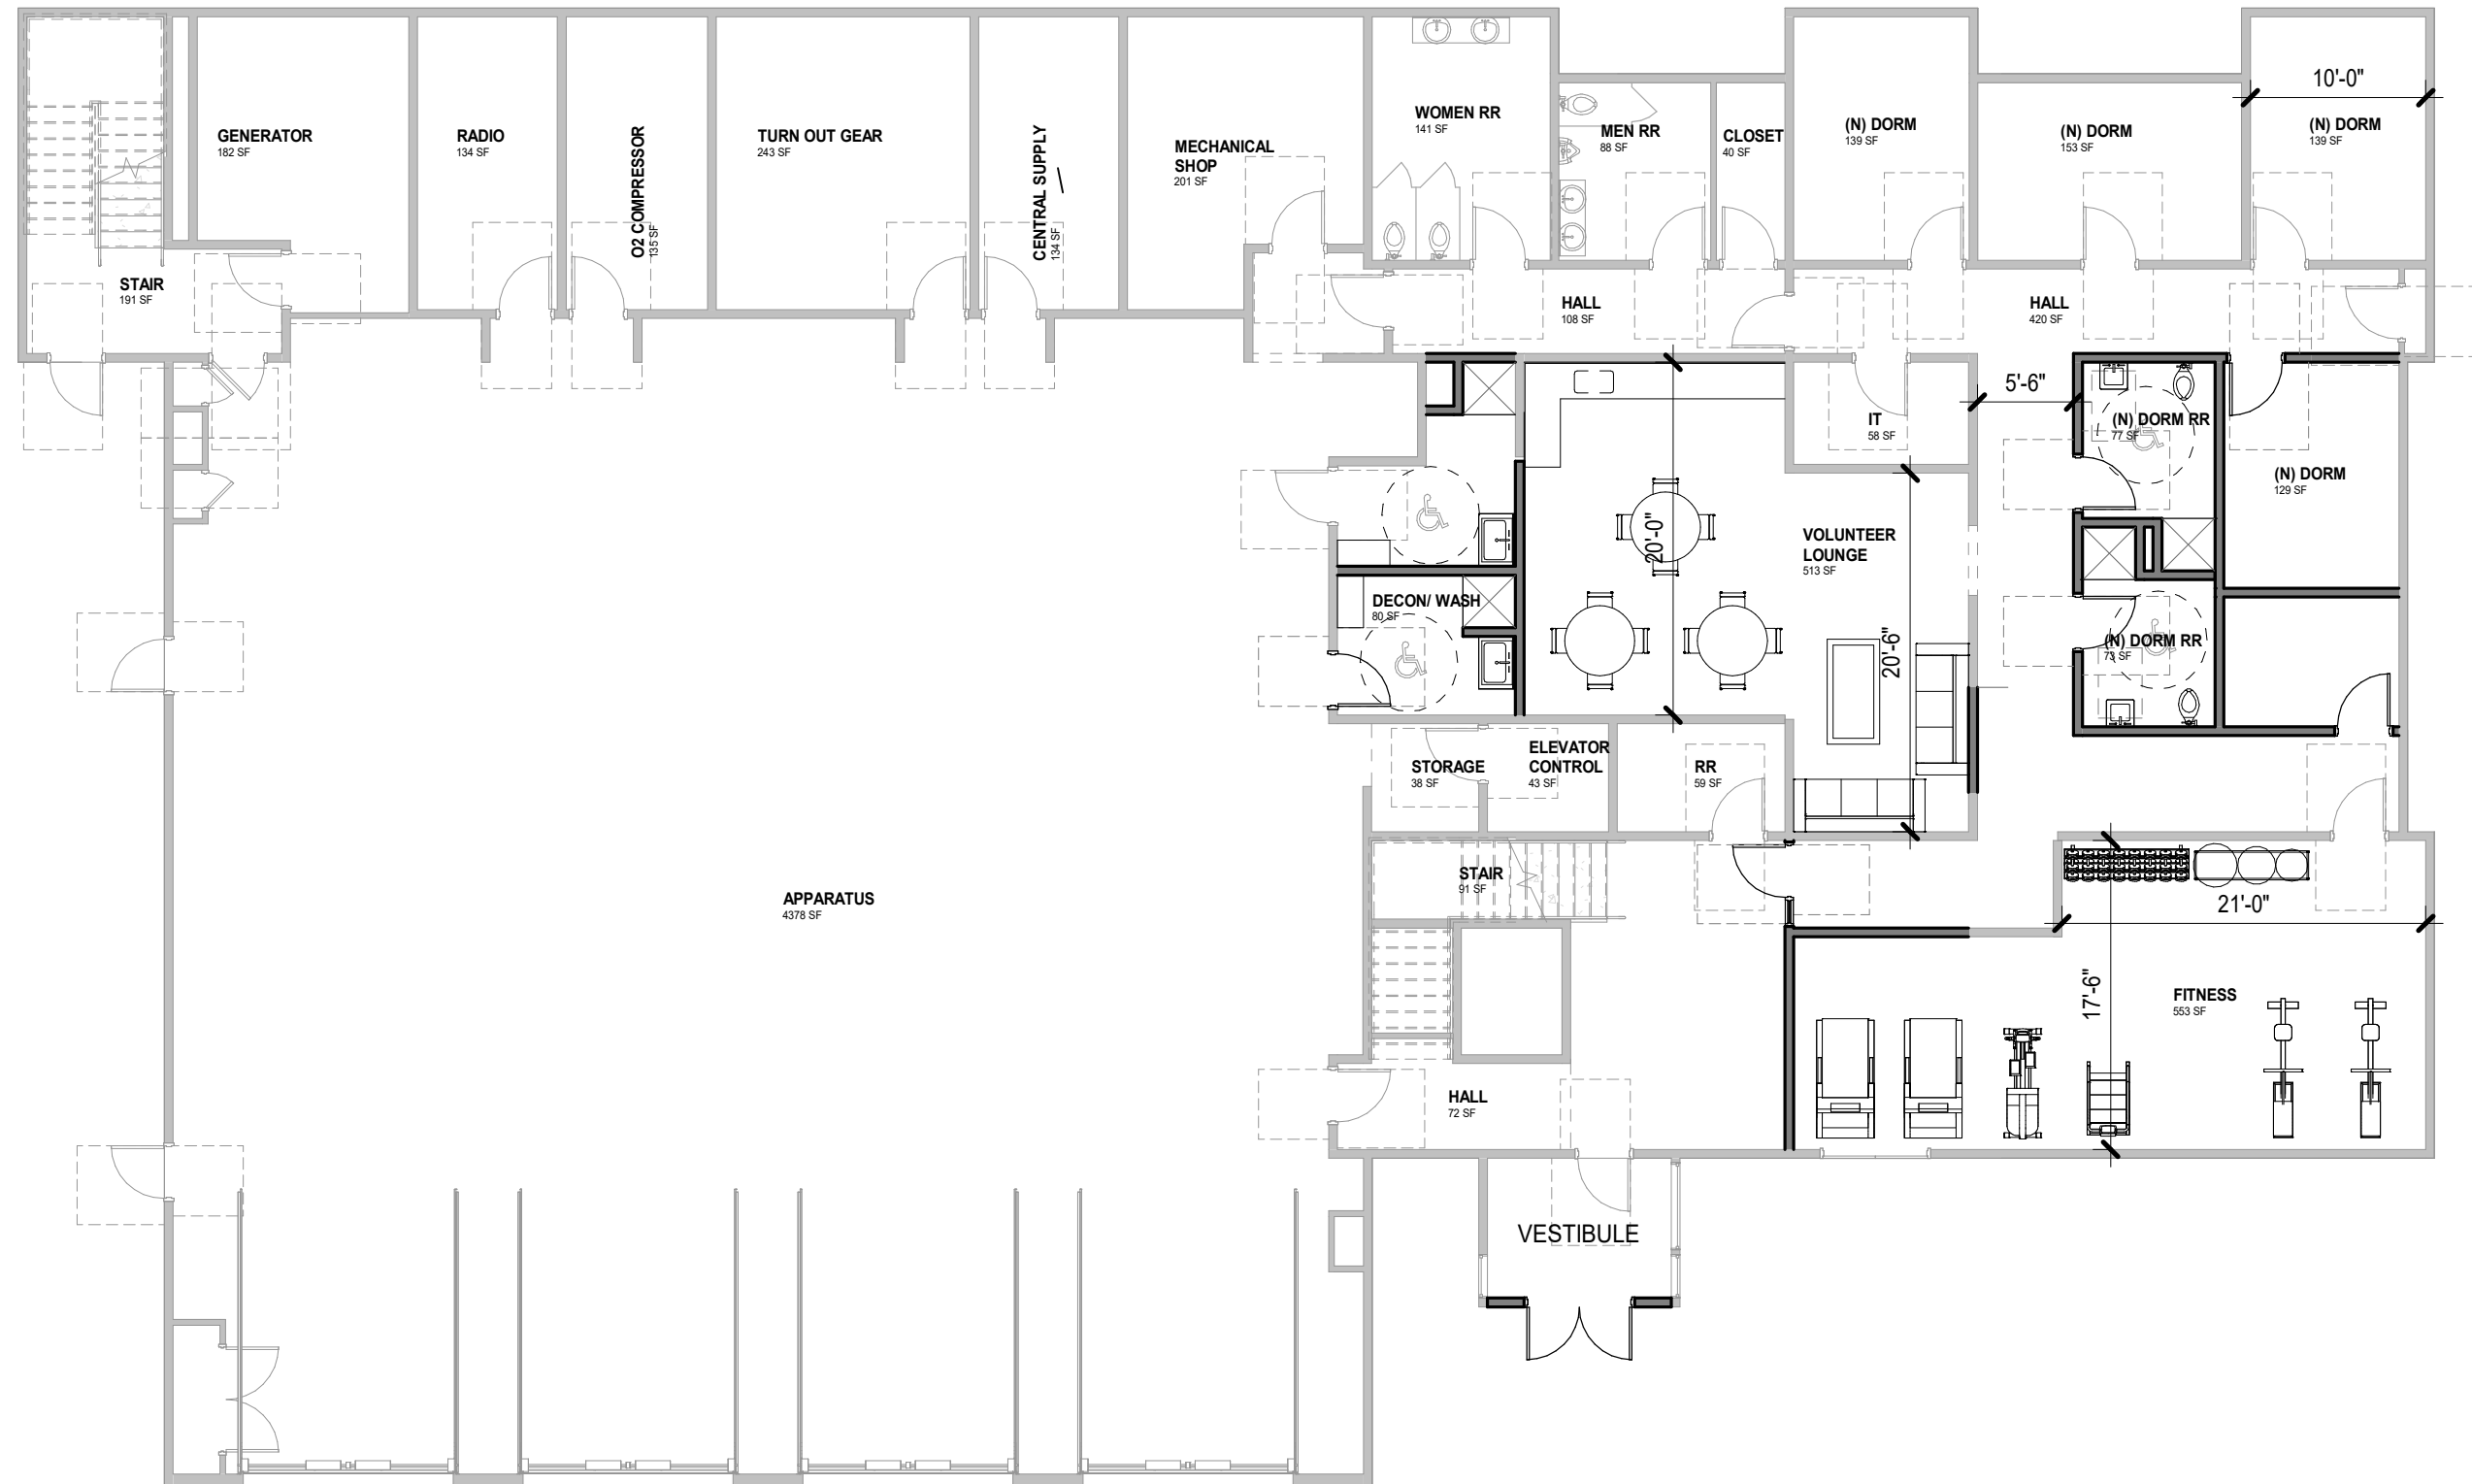 10'-0"
GENERATOR
182 SF
RADIO
134 SF
O2 COMPRESSOR
135 SF
TURN OUT GEAR
243 SF
CENTRAL SUPPLY
134 SF
MECHANICAL
SHOP
201 SF
WOMEN RR
141 SF
MEN RR
88 SF
CLOSET
40 SF
(N) DORM
139 SF
(N) DORM
153 SF
(N) DORM
139 SF
STAIR
191 SF
HALL
108 SF
HALL
420 SF
5'-6"
IT
58 SF
(N) DORM RR
77 SF
(N) DORM
129 SF
20'-0"
VOLUNTEER
LOUNGE
513 SF
DECON/ WASH
80 SF
20'-6"
(N) DORM RR
73 SF
STORAGE
38 SF
ELEVATOR
CONTROL
43 SF
RR
59 SF
STAIR
91 SF
APPARATUS
4378 SF
21'-0"
17'-6"
FITNESS
553 SF
HALL
72 SF
VESTIBULE